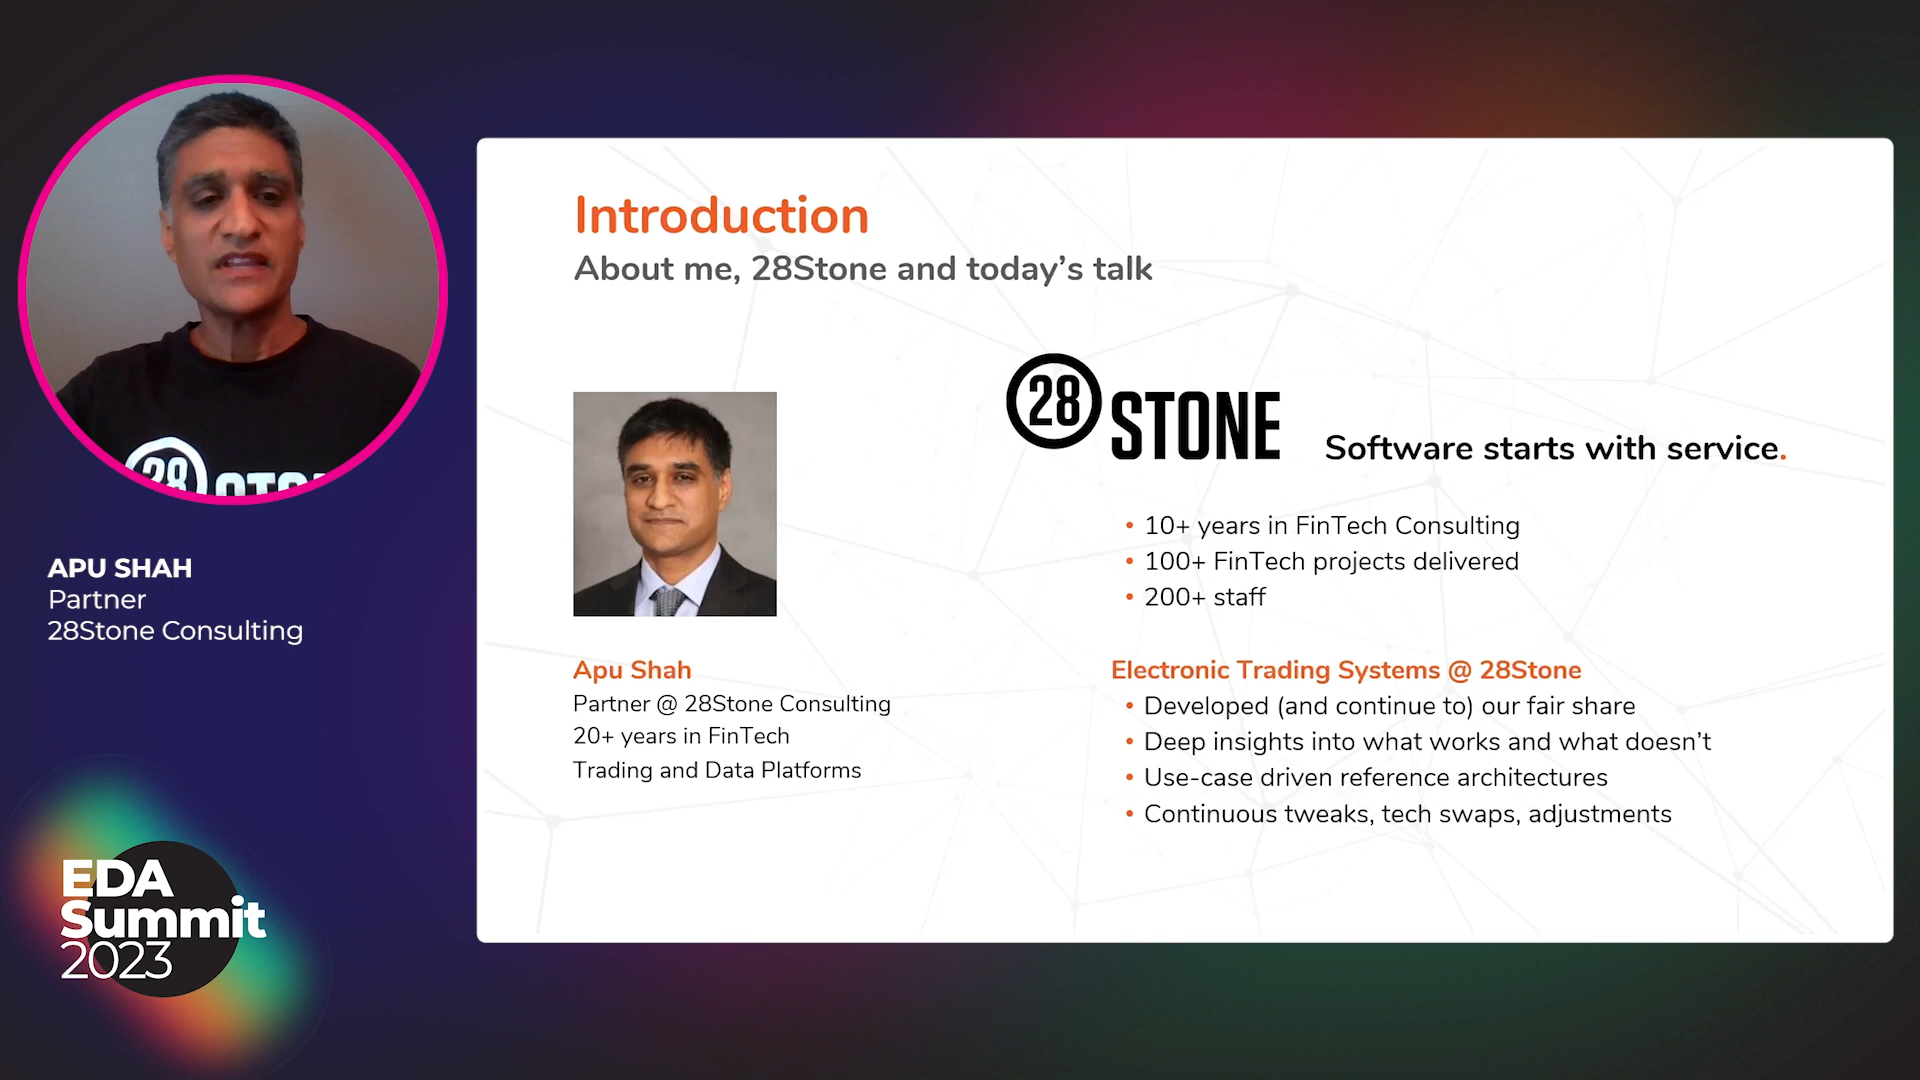 28
APU SHAH
Partner
28Stone Consulting
EDA
Summit
2023
Introduction
About me, 28Stone and today's talk
28 STONE
Software starts with service.
• 10+ years in FinTech Consulting
• 100+ FinTech projects delivered
• 200+ staff
Apu Shah
Partner @ 28Stone Consulting
20+ years in FinTech
Trading and Data Platforms
Electronic Trading Systems @ 28Stone
• Developed (and continue to) our fair share
• Deep insights into what works and what doesn't
• Use-case driven reference architectures
• Continuous tweaks, tech swaps, adjustments